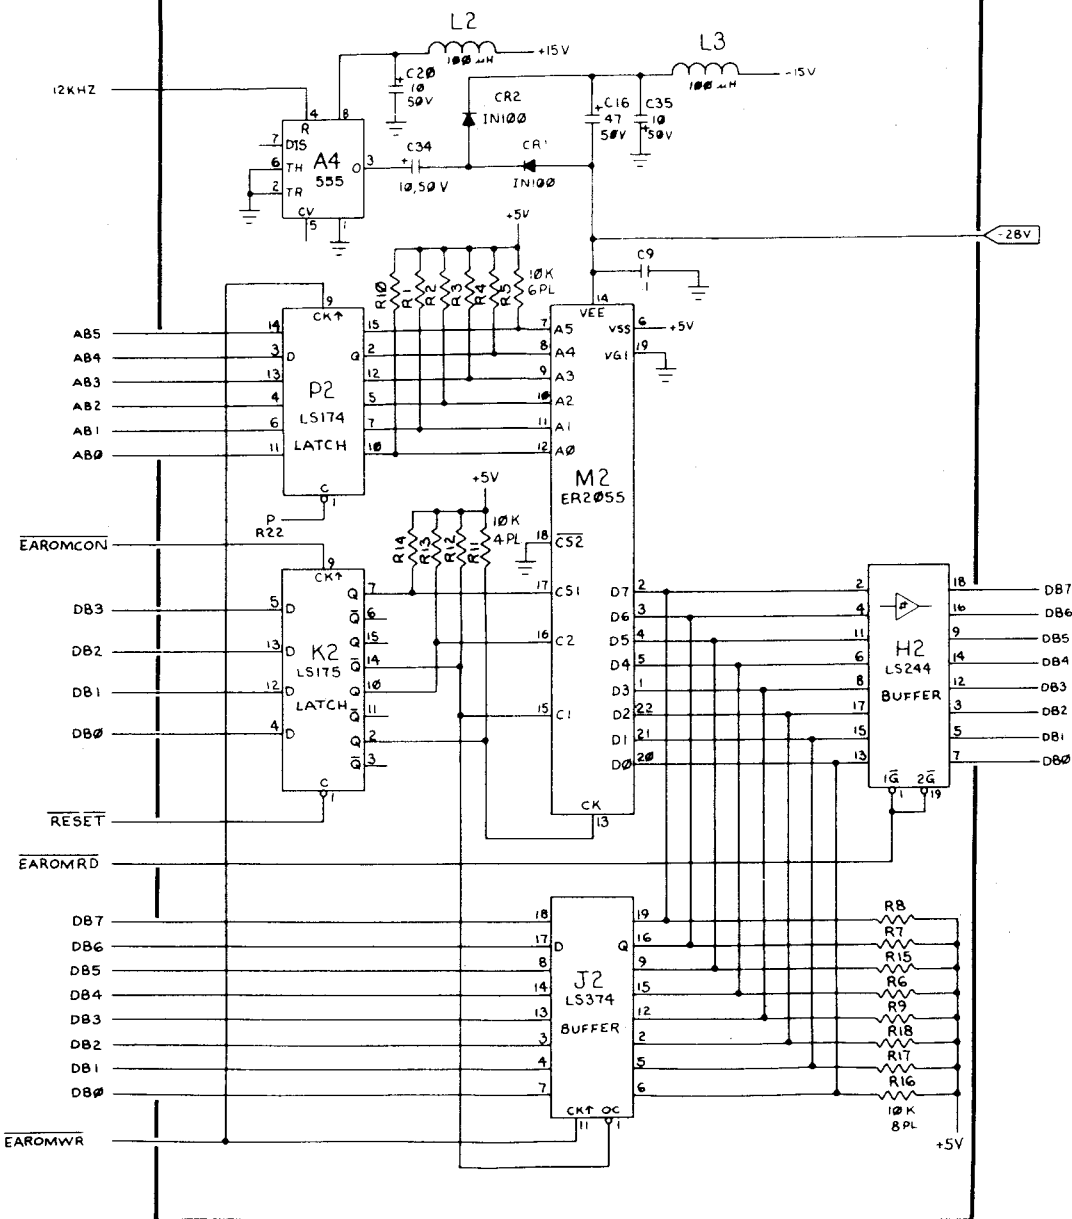 L2
100 µH
+15V
L3
100 µH
-15V
12KHZ
+ C20
10
50V
CR2
IN100
+C16
47
50V
C35
10
+50V
4
8
R
7
DIS
6
TH
A4
555
O
3
2
TR
CV
5
1
+
C34
10,50V
CR1
IN100
+5V
-28V
R10
R1
R2
R3
R4
R5
10K
6PL
C9
.1
9
CK↑
14
VEE
AB5
14
15
7
A5
VSS
6
+5V
AB4
3
D
Q
2
8
A4
VG1
19
AB3
13
12
9
A3
AB2
4
P2
5
10
A2
AB1
6
LS174
7
11
A1
AB0
11
LATCH
10
12
A0
C
1
P
R22
M2
ER2055
+5V
R14
R13
R12
R11
10K
4PL
18
CS2
EAROMCON
9
CK↑
Q
7
17
CS1
D7
2
2
18
DB7
DB3
5
D
Q
6
D6
3
4
16
DB6
Q
15
16
C2
D5
4
11
9
DB5
DB2
13
D
K2
LS175
Q
14
D4
5
6
H2
LS244
14
DB4
DB1
12
D
LATCH
Q
10
D3
1
8
BUFFER
12
DB3
Q
11
15
C1
D2
22
17
3
DB2
DB0
4
D
Q
2
D1
21
15
5
DB1
Q
3
D0
20
13
7
DB0
C
1
CK
13
1G
2G
1
19
RESET
EAROMRD
DB7
18
19
R8
DB6
17
D
Q
16
R7
DB5
8
9
R15
DB4
14
J2
LS374
15
R6
DB3
13
BUFFER
12
R9
DB2
3
2
R18
DB1
4
5
R17
DB0
7
6
R16
10K
8PL
CK↑
OC
11
1
+5V
EAROMWR